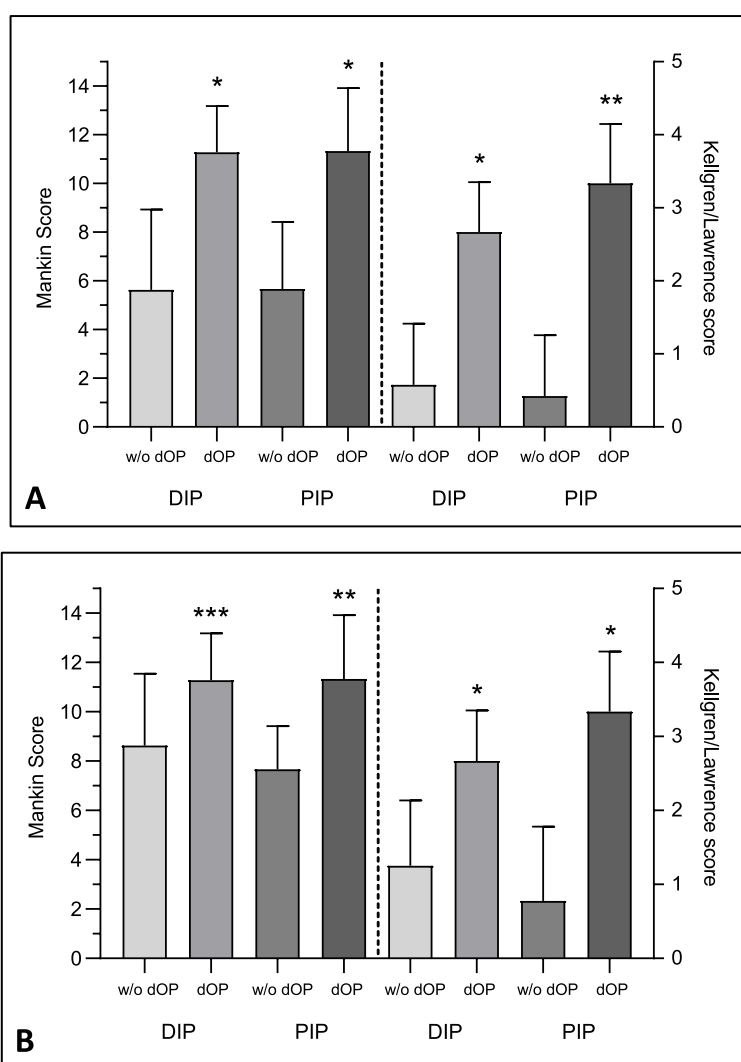 * * * **
14 12 10 8 6 4 2 0
Mankin Score
5 4 3 2 1 0
Kellgren/Lawrence score
w/o dOP dOP w/o dOP dOP w/o dOP dOP w/o dOP dOP
DIP PIP DIP PIP
A
*** ** * *
14 12 10 8 6 4 2 0
Mankin Score
5 4 3 2 1 0
Kellgren/Lawrence score
w/o dOP dOP w/o dOP dOP w/o dOP dOP w/o dOP dOP
DIP PIP DIP PIP
B